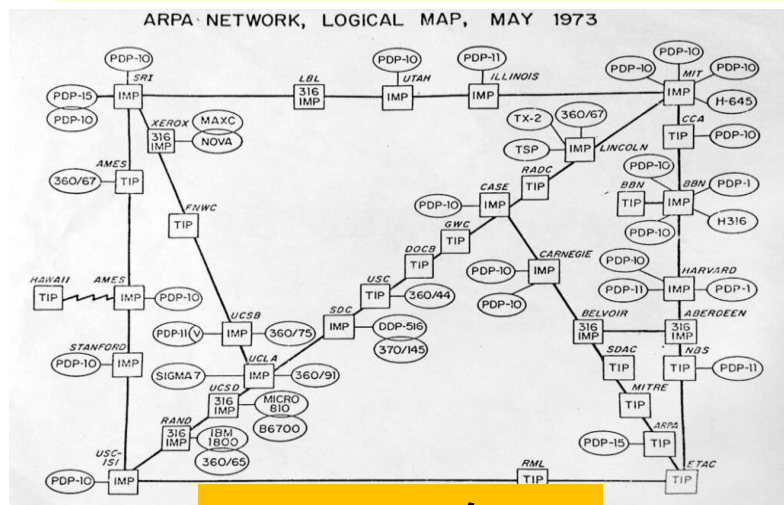 ARPA NETWORK, LOGICAL MAP, MAY 1973
PDP-10
SRI
PDP-15
IMP
PDP-10
LBL
316
IMP
PDP-10
UTAH
IMP
PDP-11
ILLINOIS
IMP
PDP-10
PDP-10
PDP-10
MIT
IMP
H-645
XEROX
316
IMP
MAXC
NOVA
TX-2
360/67
TSP
IMP
LINCOLN
CCA
TIP
PDP-10
AMES
360/67
TIP
FNWC
TIP
RADC
TIP
CASE
PDP-10
IMP
GWC
TIP
DOCB
TIP
PDP-10
BBN
TIP
BBN
IMP
PDP-1
PDP-10
H316
HAWAII
TIP
AMES
IMP
PDP-10
USC
TIP
360/44
CARNEGIE
PDP-10
IMP
PDP-10
PDP-10
HARVARD
PDP-11
IMP
PDP-1
UCSB
PDP-11
V
IMP
360/75
SDC
IMP
DDP-516
370/145
BELVOIR
316
IMP
ABERDEEN
316
IMP
STANFORD
PDP-10
IMP
UCLA
SIGMA 7
IMP
360/91
SDAC
TIP
NBS
TIP
PDP-11
UCSD
316
IMP
MICRO
810
B6700
MITRE
TIP
RAND
316
IMP
IBM
1800
360/65
ARPA
PDP-15
TIP
USC-
ISI
PDP-10
IMP
RML
TIP
ETAC
TIP